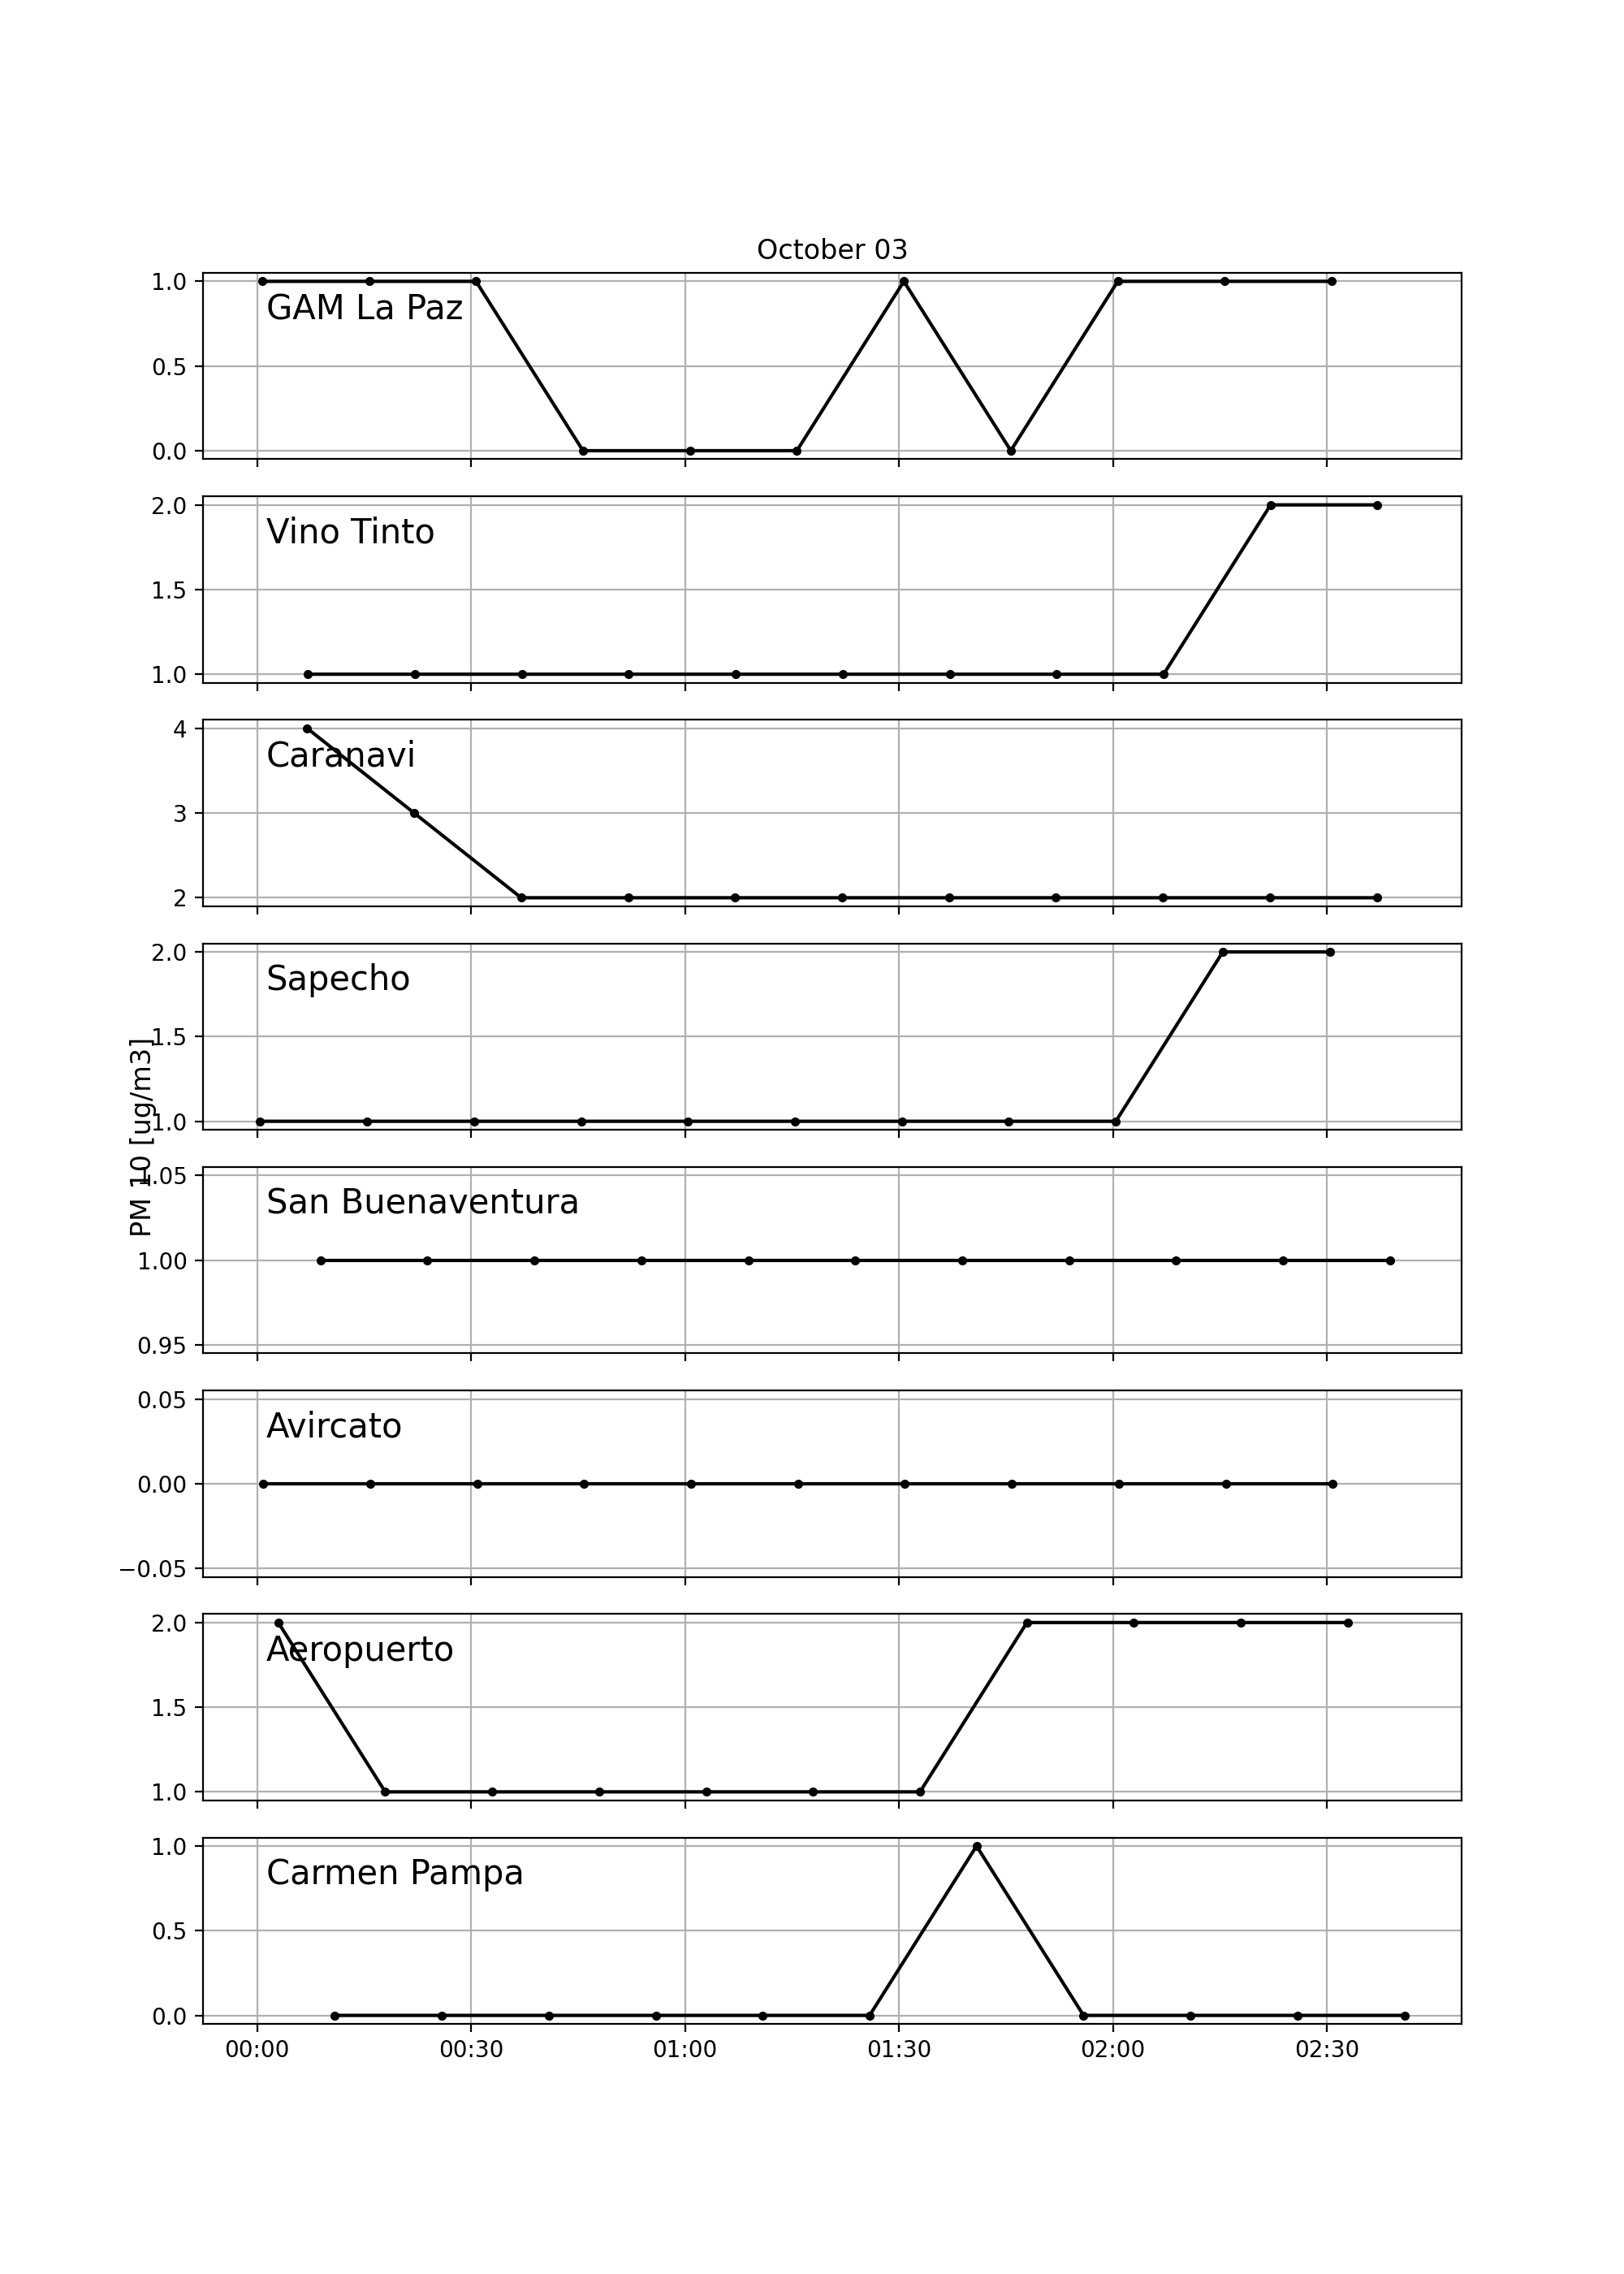 October 03
PM 10 [ug/m3]
1.0
GAM La Paz
0.5
0.0
2.0
Vino Tinto
1.5
1.0
4
Caranavi
3
2
2.0
Sapecho
1.5
1.0
1.05
San Buenaventura
1.00
0.95
0.05
Avircato
0.00
−0.05
2.0
Aeropuerto
1.5
1.0
1.0
Carmen Pampa
0.5
0.0
00:00 00:30 01:00 01:30 02:00 02:30